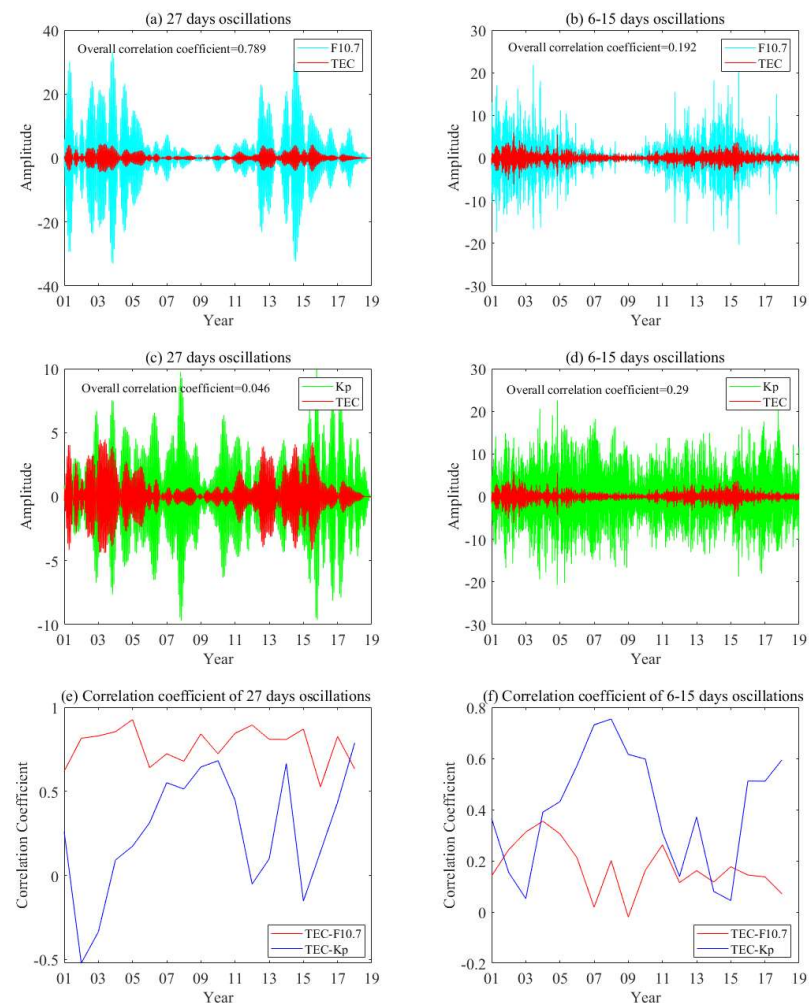 (a) 27 days oscillations
Overall correlation coefficient=0.789
F10.7
TEC
40
20
0
-20
-40
Amplitude
01 03 05 07 09 11 13 15 17 19
Year
(b) 6-15 days oscillations
Overall correlation coefficient=0.192
F10.7
TEC
30
20
10
0
-10
-20
-30
Amplitude
01 03 05 07 09 11 13 15 17 19
Year
(c) 27 days oscillations
Overall correlation coefficient=0.046
Kp
TEC
10
5
0
-5
-10
Amplitude
01 03 05 07 09 11 13 15 17 19
Year
(d) 6-15 days oscillations
Overall correlation coefficient=0.29
Kp
TEC
30
20
10
0
-10
-20
-30
Amplitude
01 03 05 07 09 11 13 15 17 19
Year
(e) Correlation coefficient of 27 days oscillations
1
0.5
0
-0.5
Correlation Coefficient
TEC-F10.7
TEC-Kp
01 03 05 07 09 11 13 15 17 19
Year
(f) Correlation coefficient of 6-15 days oscillations
0.8
0.6
0.4
0.2
0
-0.2
Correlation Coefficient
TEC-F10.7
TEC-Kp
01 03 05 07 09 11 13 15 17 19
Year